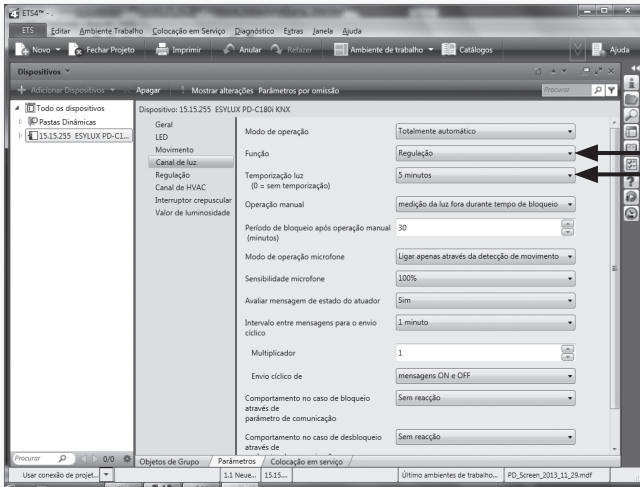 ETS4™ - .
ETS Editar Ambiente Trabalho Colocação em Serviço Diagnóstico Extras Janela Ajuda
Novo Fechar Projeto Imprimir Anular Refazer Ambiente de trabalho Catálogos Ajuda
Dispositivos
Adicionar Dispositivos Apagar Mostrar alterações Parâmetros por omissão Procurar
Todo os dispositivos
Pastas Dinámicas
15.15.255 ESYLUX PD-C1...
Dispositivo: 15.15.255 ESYLUX PD-C180i KNX
Geral
LED
Movimento
Canal de luz
Regulação
Canal de HVAC
Interruptor crepuscular
Valor de luminosidade
Modo de operação Totalmente automático
Função Regulação
Temporização luz 5 minutos
(0 = sem temporização)
Operação manual medição da luz fora durante tempo de bloqueio
Período de bloqueio após operação manual 30
(minutos)
Modo de operação microfone Ligar apenas através da detecção de movimento
Sensibilidade microfone 100%
Avaliar mensagem de estado do atuador Sim
Intervalo entre mensagens para o envio 1 minuto
cíclico
Multiplicador 1
Envio cíclico de mensagens ON e OFF
Comportamento no caso de bloqueio Sem reacção
através de
parâmetro de comunicação
Comportamento no caso de desbloqueio Sem reacção
através de
Procurar 0/0
Objetos de Grupo Parâmetros Colocação em serviço
Usar conexão de projet... 1.1 Neue... 15.15.... Último ambientes de trabalho... PD_Screen_2013_11_29.mdf